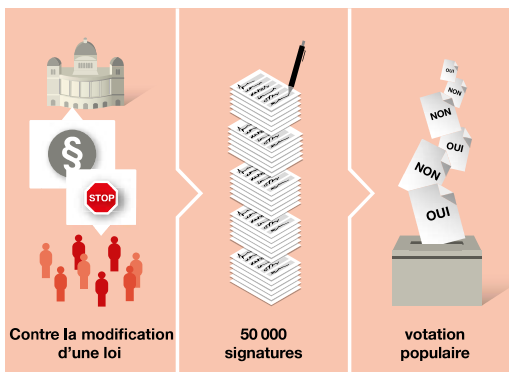 §
STOP
Contre la modification
d'une loi
50 000
signatures
OUI
NON
NON
OUI
NON
OUI
votation
populaire